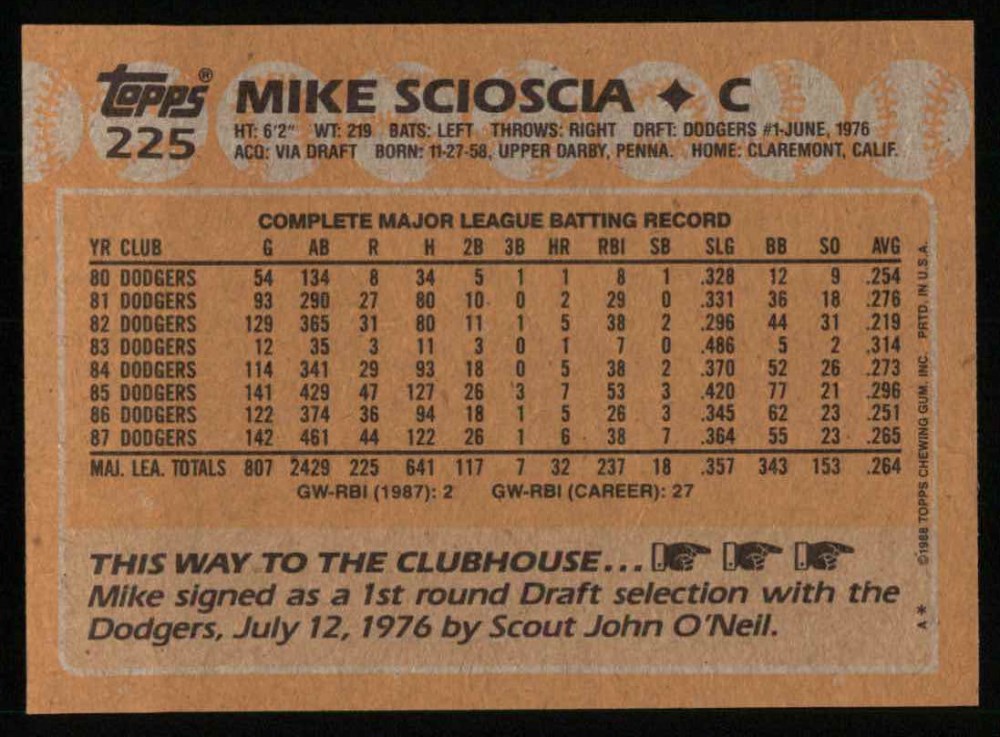 Topps®
225
MIKE SCIOSCIA ✦ C
HT: 6'2" WT: 219 BATS: LEFT THROWS: RIGHT DRFT: DODGERS #1-JUNE, 1976
ACQ: VIA DRAFT BORN: 11-27-58, UPPER DARBY, PENNA. HOME: CLAREMONT, CALIF.
COMPLETE MAJOR LEAGUE BATTING RECORD
YR CLUB G AB R H 2B 3B HR RBI SB SLG BB SO AVG
80 DODGERS 54 134 8 34 5 1 1 8 1 .328 12 9 .254
81 DODGERS 93 290 27 80 10 0 2 29 0 .331 36 18 .276
82 DODGERS 129 365 31 80 11 1 5 38 2 .296 44 31 .219
83 DODGERS 12 35 3 11 3 0 1 7 0 .486 5 2 .314
84 DODGERS 114 341 29 93 18 0 5 38 2 .370 52 26 .273
85 DODGERS 141 429 47 127 26 3 7 53 3 .420 77 21 .296
86 DODGERS 122 374 36 94 18 1 5 26 3 .345 62 23 .251
87 DODGERS 142 461 44 122 26 1 6 38 7 .364 55 23 .265
MAJ. LEA. TOTALS 807 2429 225 641 117 7 32 237 18 .357 343 153 .264
GW-RBI (1987): 2 GW-RBI (CAREER): 27
THIS WAY TO THE CLUBHOUSE...
Mike signed as a 1st round Draft selection with the
Dodgers, July 12, 1976 by Scout John O'Neil.
A* ©1988 TOPPS CHEWING GUM, INC. PRTD. IN U.S.A.